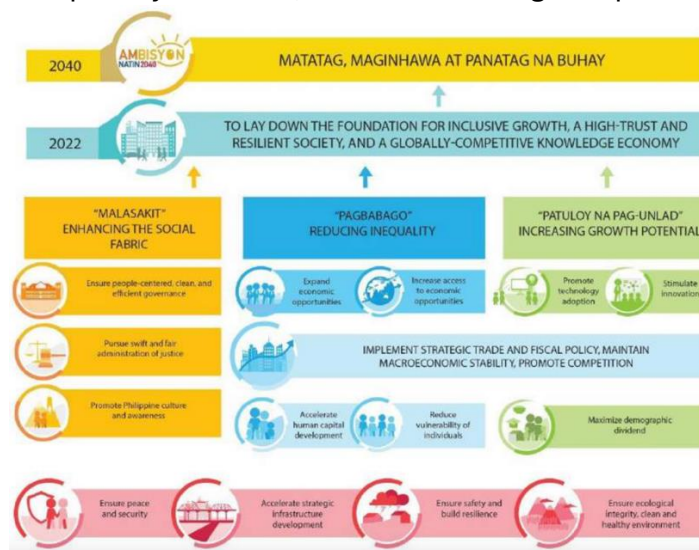 2040
AMBISYON
NATIN 2040
MATATAG, MAGINHAWA AT PANATAG NA BUHAY
2022
TO LAY DOWN THE FOUNDATION FOR INCLUSIVE GROWTH, A HIGH-TRUST AND
RESILIENT SOCIETY, AND A GLOBALLY-COMPETITIVE KNOWLEDGE ECONOMY
"MALASAKIT"
ENHANCING THE SOCIAL
FABRIC
"PAGBABAGO"
REDUCING INEQUALITY
"PATULOY NA PAG-UNLAD"
INCREASING GROWTH POTENTIAL
Ensure people-centered, clean, and
efficient governance
Expand
economic
opportunities
Increase access
to economic
opportunities
Promote
technology
adoption
Stimulate
innovation
Pursue swift and fair
administration of justice
IMPLEMENT STRATEGIC TRADE AND FISCAL POLICY, MAINTAIN
MACROECONOMIC STABILITY, PROMOTE COMPETITION
Promote Philippine culture
and awareness
Accelerate
human capital
development
Reduce
vulnerability of
individuals
Maximize demographic
dividend
Ensure peace
and security
Accelerate strategic
infrastructure
development
Ensure safety and
build resilience
Ensure ecological
integrity, clean and
healthy environment